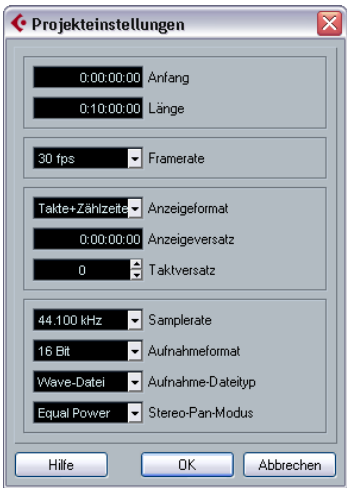 Projekteinstellungen
0:00:00:00 Anfang
0:10:00:00 Länge
30 fps Framerate
Takte+Zählzeite Anzeigeformat
0:00:00:00 Anzeigeversatz
0 Taktversatz
44.100 kHz Samplerate
16 Bit Aufnahmeformat
Wave-Datei Aufnahme-Dateityp
Equal Power Stereo-Pan-Modus
Hilfe OK Abbrechen